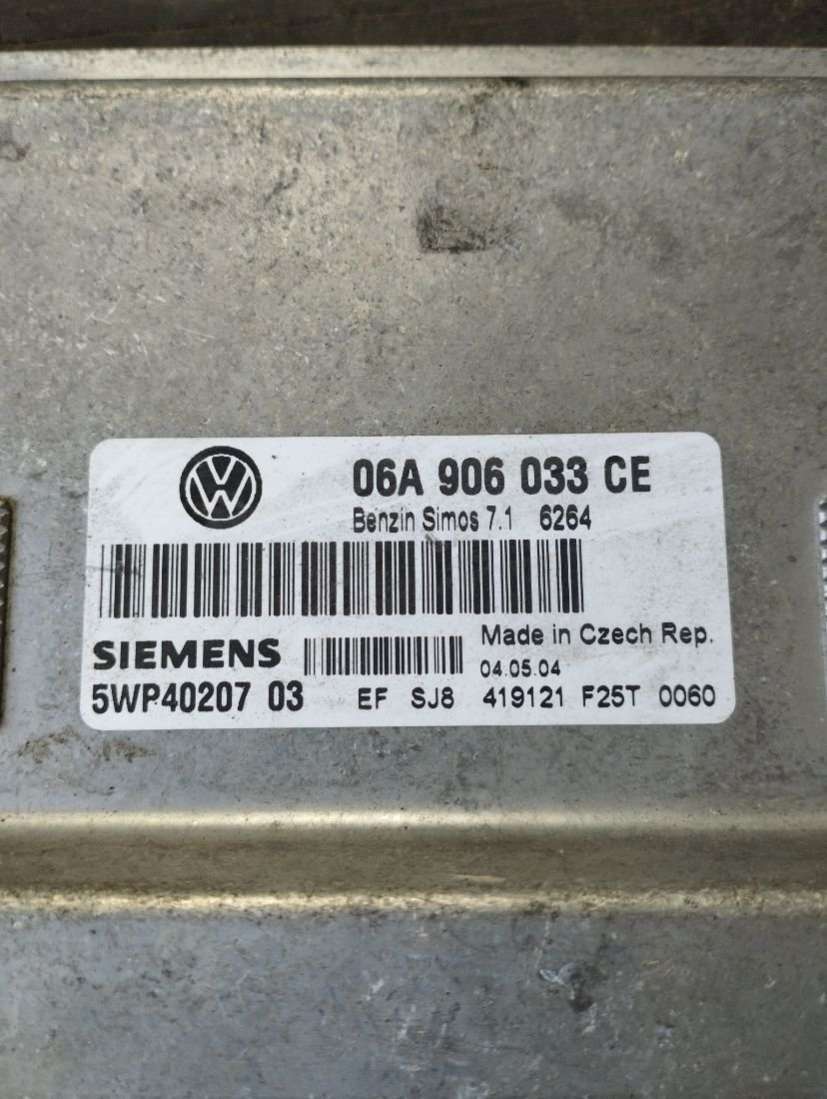 06A 906 033 CE
Benzin Simos 7.1 6264
SIEMENS
Made in Czech Rep.
04.05.04
5WP40207 03
EF SJ8 419121 F25T 0060